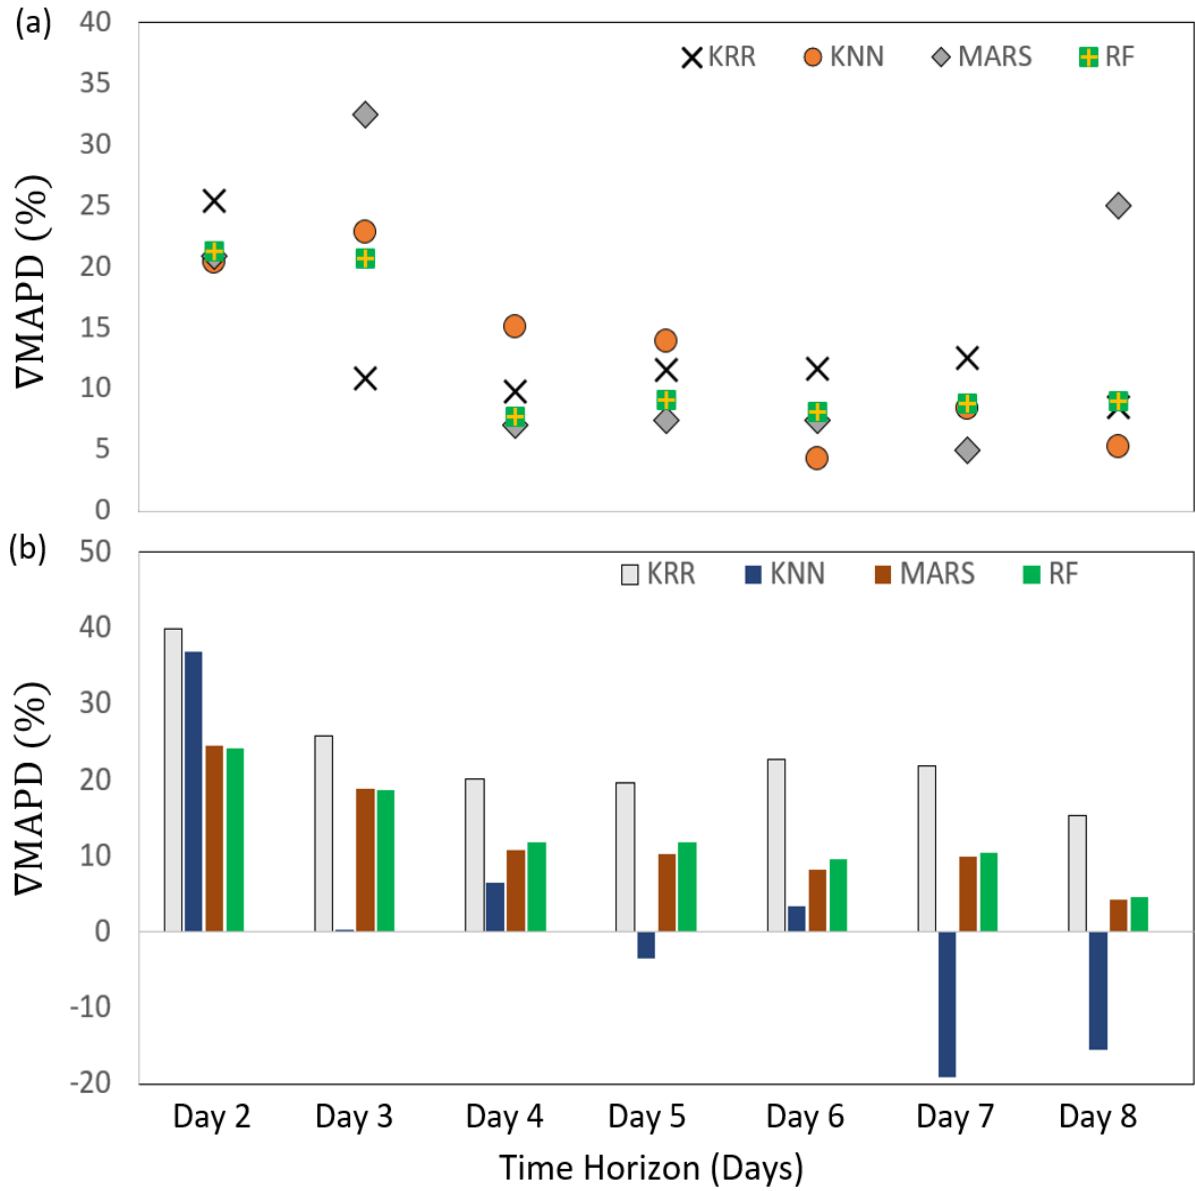 (a)
KRR KNN MARS RF
40
35
30
25
20
15
10
5
0
∇MAPD (%)
(b)
KRR KNN MARS RF
50
40
30
20
10
0
-10
-20
∇MAPD (%)
Day 2 Day 3 Day 4 Day 5 Day 6 Day 7 Day 8
Time Horizon (Days)